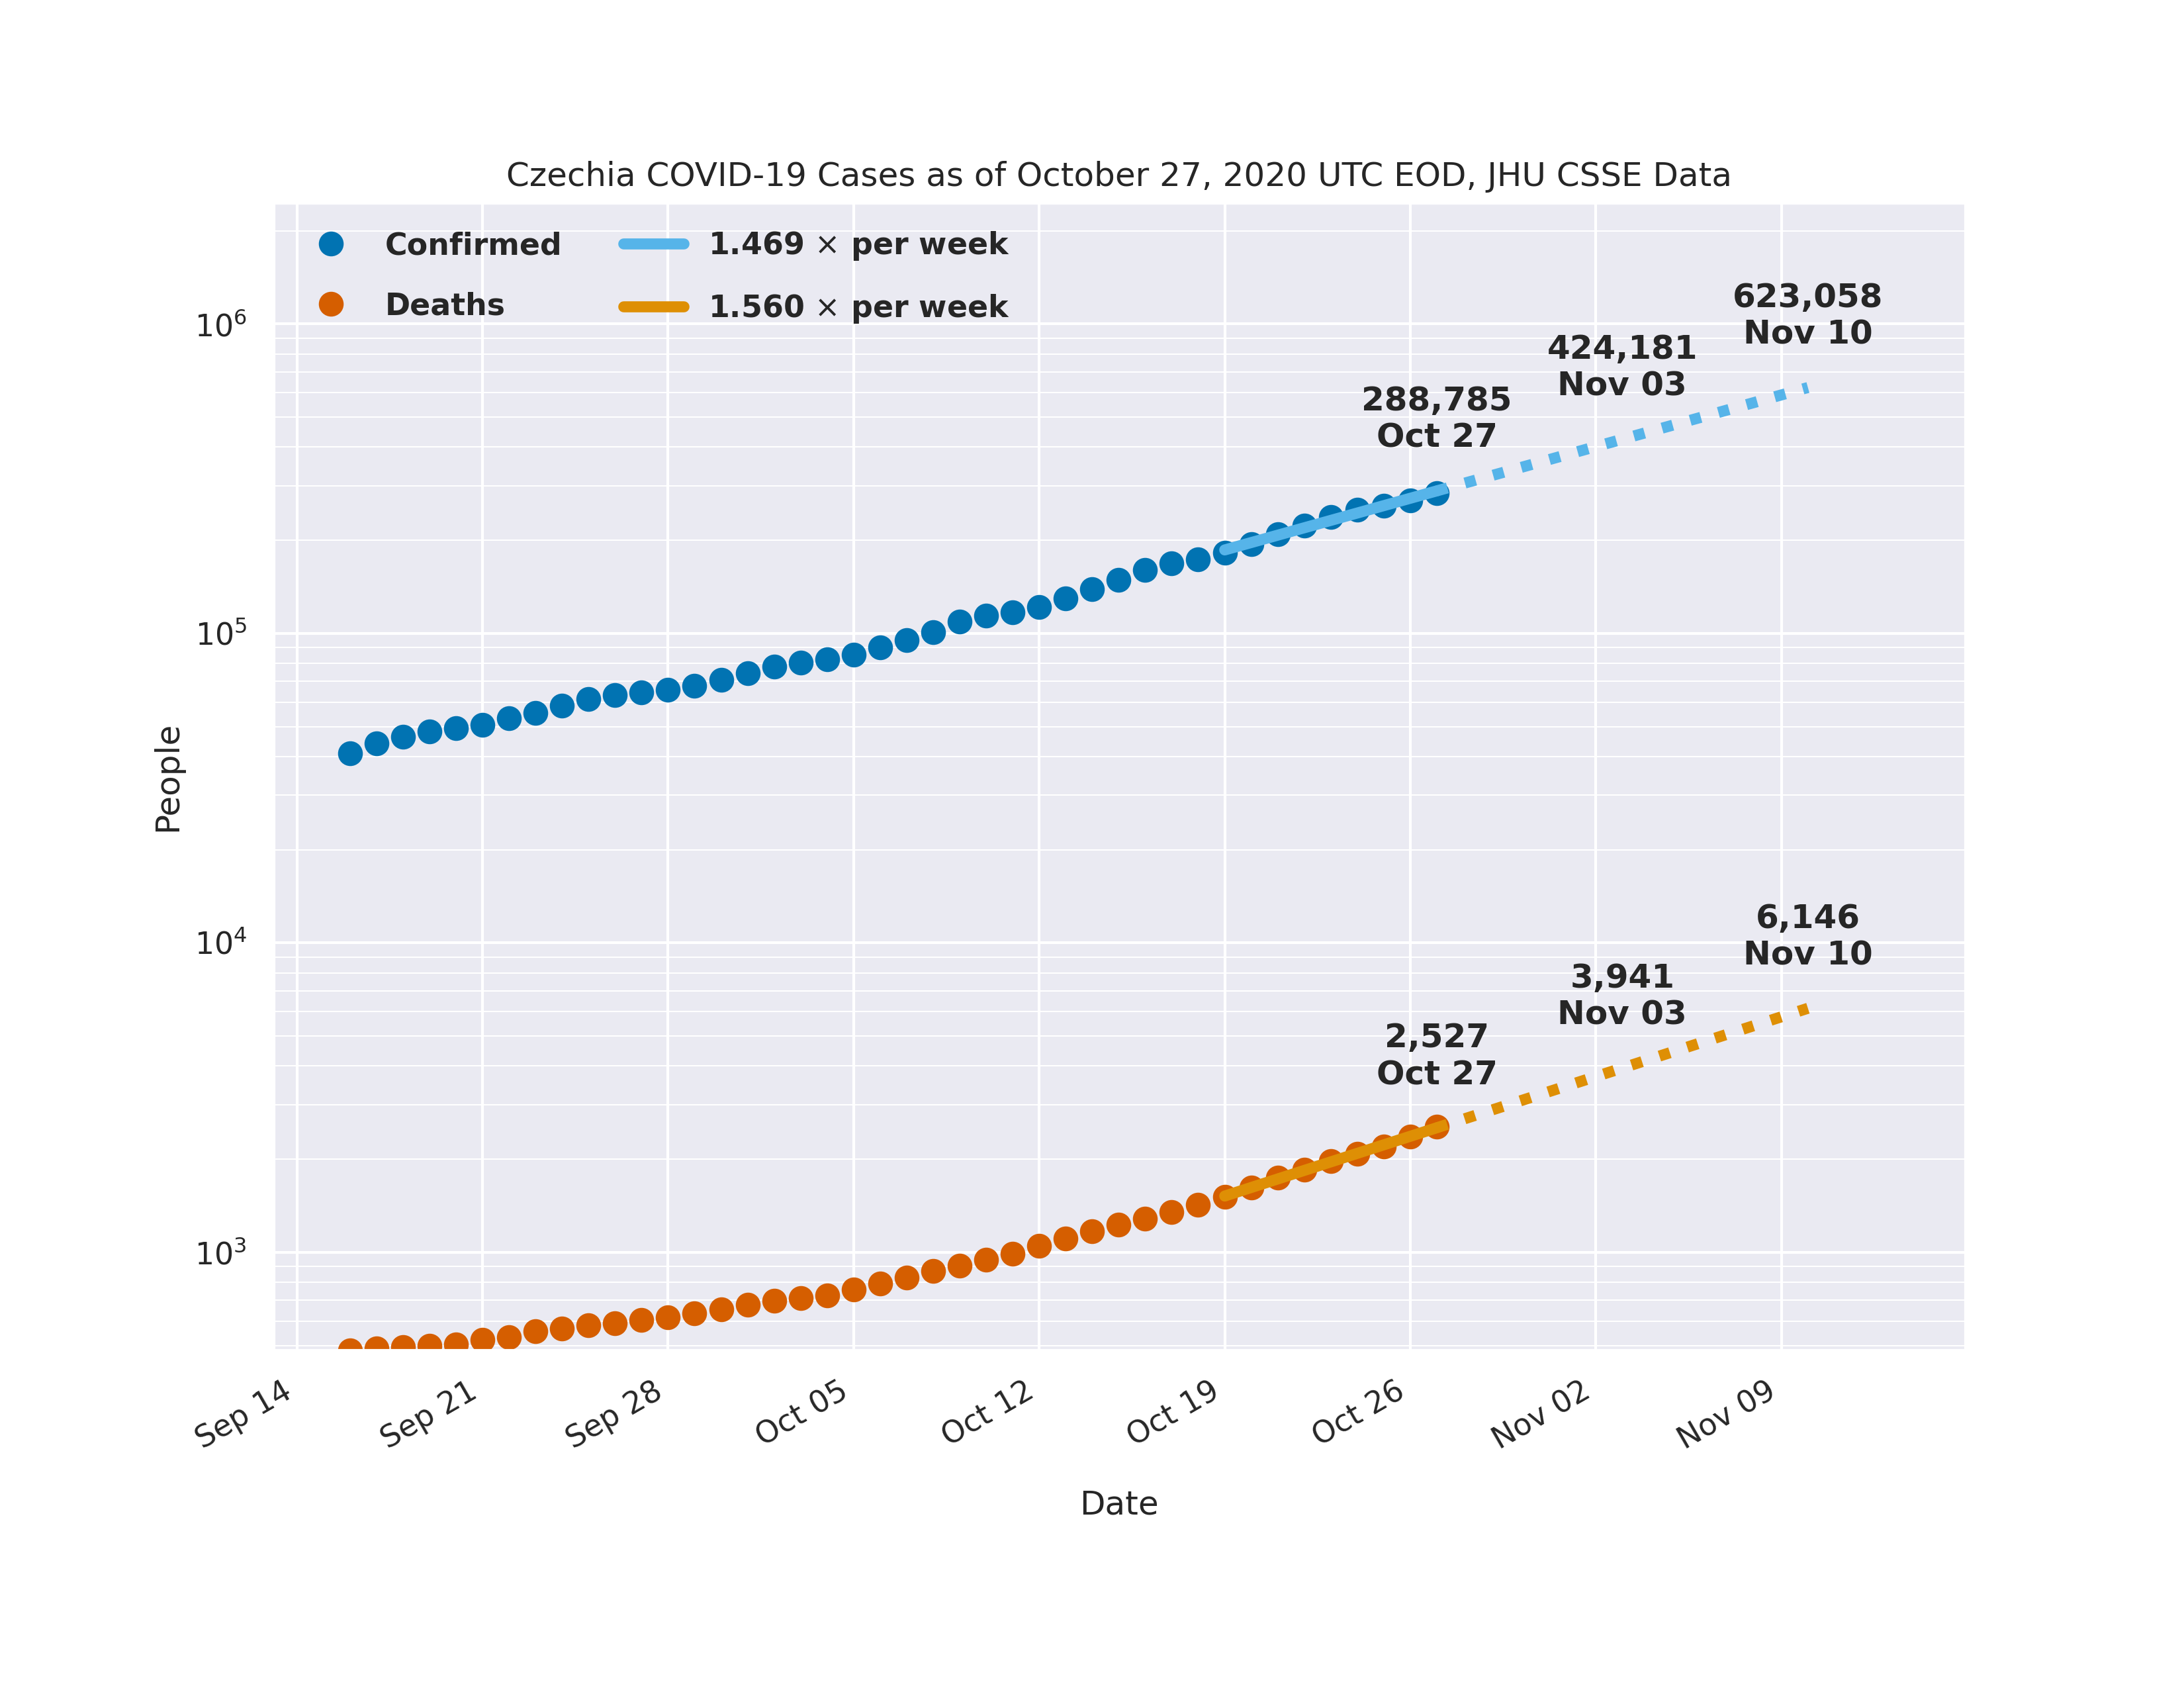 Czechia COVID-19 Cases as of October 27, 2020 UTC EOD, JHU CSSE Data
Confirmed
Deaths
1.469 × per week
1.560 × per week
623,058
Nov 10
424,181
Nov 03
288,785
Oct 27
6,146
Nov 10
3,941
Nov 03
2,527
Oct 27
10⁶
10⁵
10⁴
10³
People
Sep 14
Sep 21
Sep 28
Oct 05
Oct 12
Oct 19
Oct 26
Nov 02
Nov 09
Date